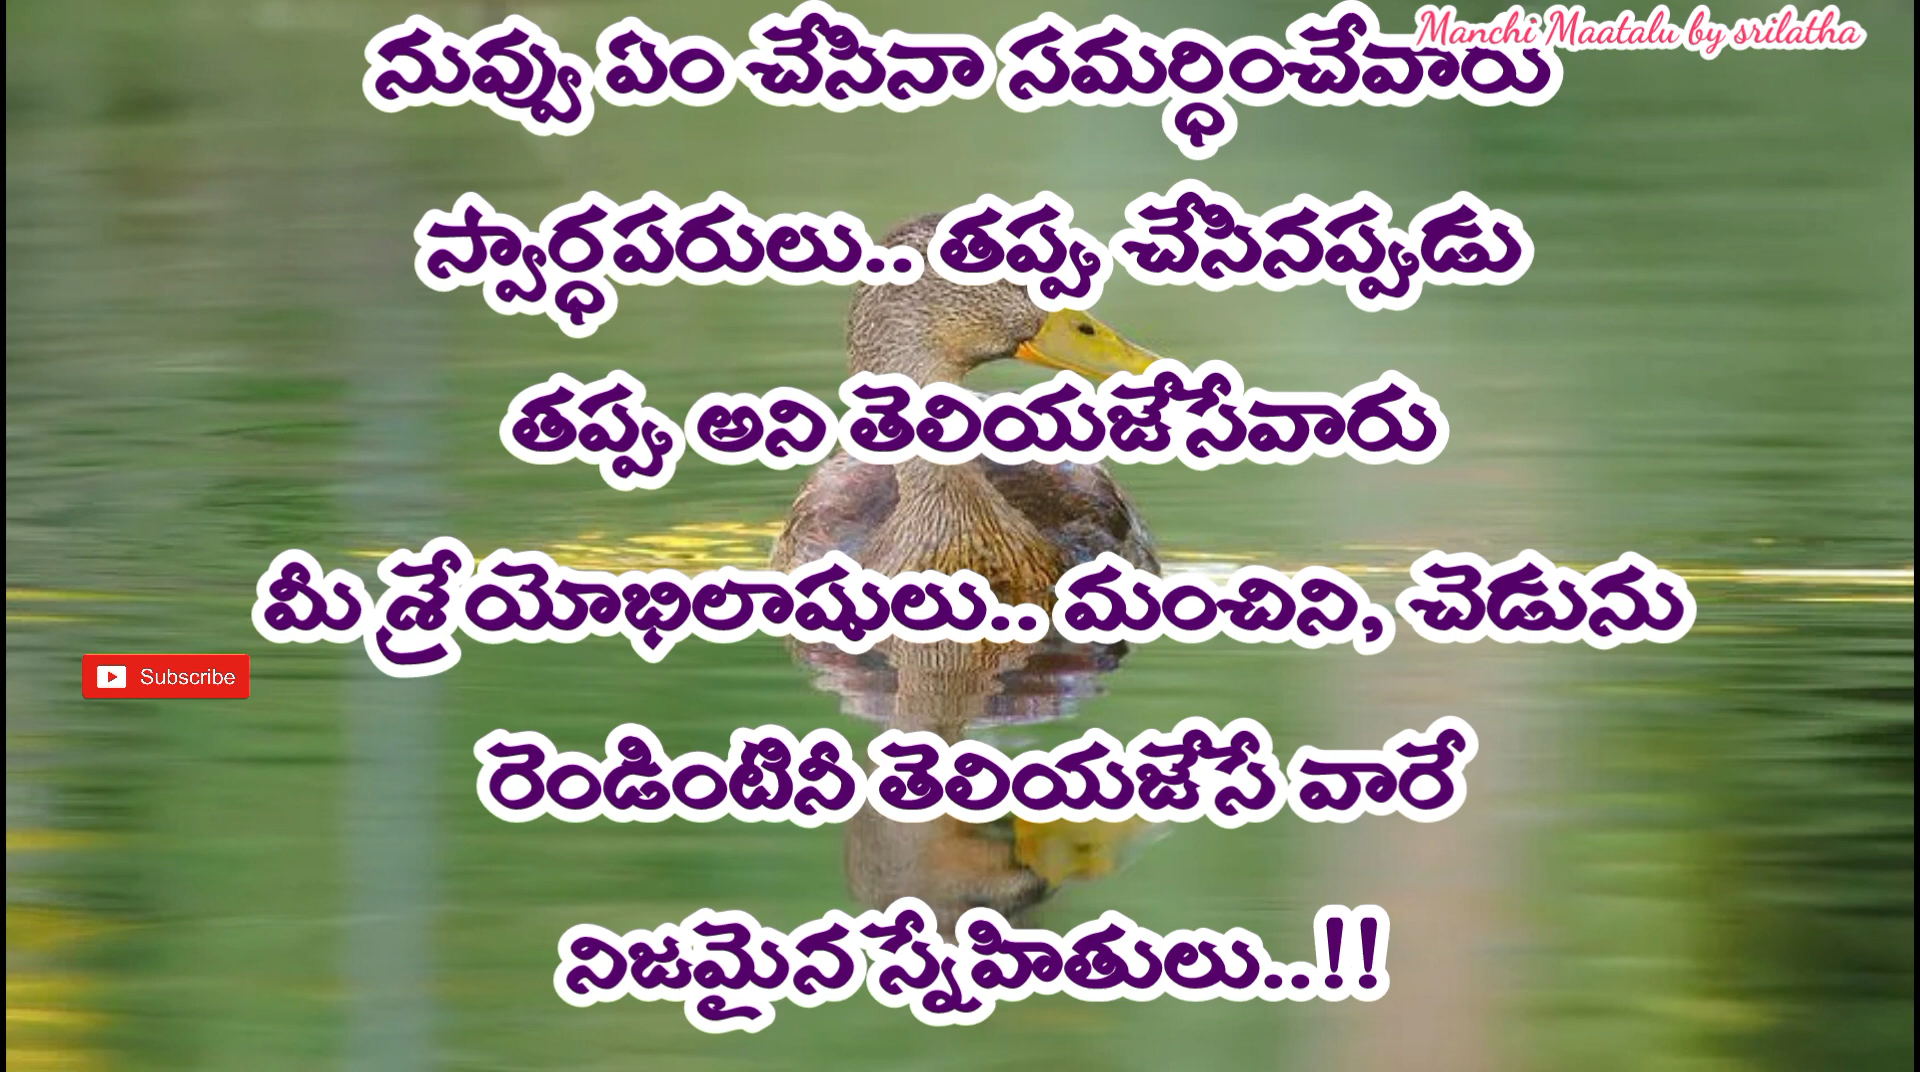 Manchi Maatalu by srilatha
నువ్వు ఏం చేసినా సమర్ధించేవారు
స్వార్ధపరులు.. తప్పు చేసినప్పుడు
తప్పు అని తెలియజేసేవారు
మీ శ్రేయోభిలాషులు.. మంచిని, చెడును
Subscribe
రెండింటినీ తెలియజేసే వారే
నిజమైన స్నేహితులు..!!